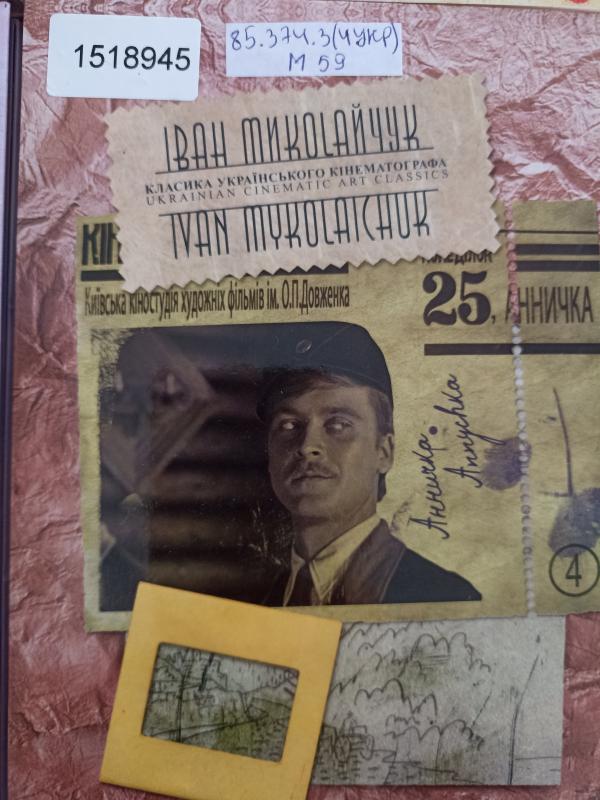 1518945
85.374.3(4УКР)
М 59
ІВАН МИКОЛАЙЧУК
КЛАСИКА УКРАЇНСЬКОГО КІНЕМАТОГРАФА
UKRAINIAN CINEMATIC ART CLASSICS
IVAN MYKOLAICHUK
Київська кіностудія художніх фільмів ім. О.П.Довженка
25, АННИЧКА
Анничка.
Annychka
4